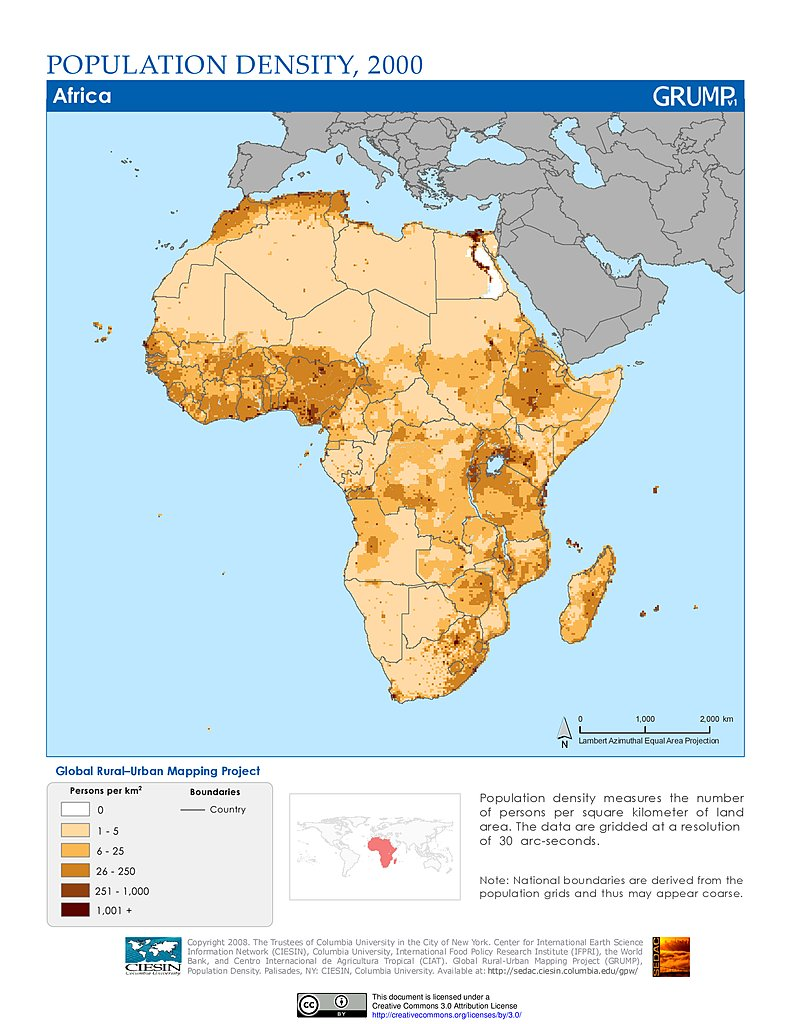 POPULATION DENSITY, 2000
Africa
GRUMPv1
0 1,000 2,000 km
N
Lambert Azimuthal Equal Area Projection
Global Rural–Urban Mapping Project
Persons per km²
0
1 - 5
6 - 25
26 - 250
251 - 1,000
1,001 +
Boundaries
Country
Population density measures the number
of persons per square kilometer of land
area. The data are gridded at a resolution
of 30 arc-seconds.
Note: National boundaries are derived from the
population grids and thus may appear coarse.
CIESIN
Columbia University
Copyright 2008. The Trustees of Columbia University in the City of New York. Center for International Earth Science
Information Network (CIESIN), Columbia University, International Food Policy Research Institute (IFPRI), the World
Bank, and Centro Internacional de Agricultura Tropical (CIAT). Global Rural-Urban Mapping Project (GRUMP),
Population Density. Palisades, NY: CIESIN, Columbia University. Available at: http://sedac.ciesin.columbia.edu/gpw/
SEDAC
cc
BY
This document is licensed under a
Creative Commons 3.0 Attribution License
http://creativecommons.org/licenses/by/3.0/